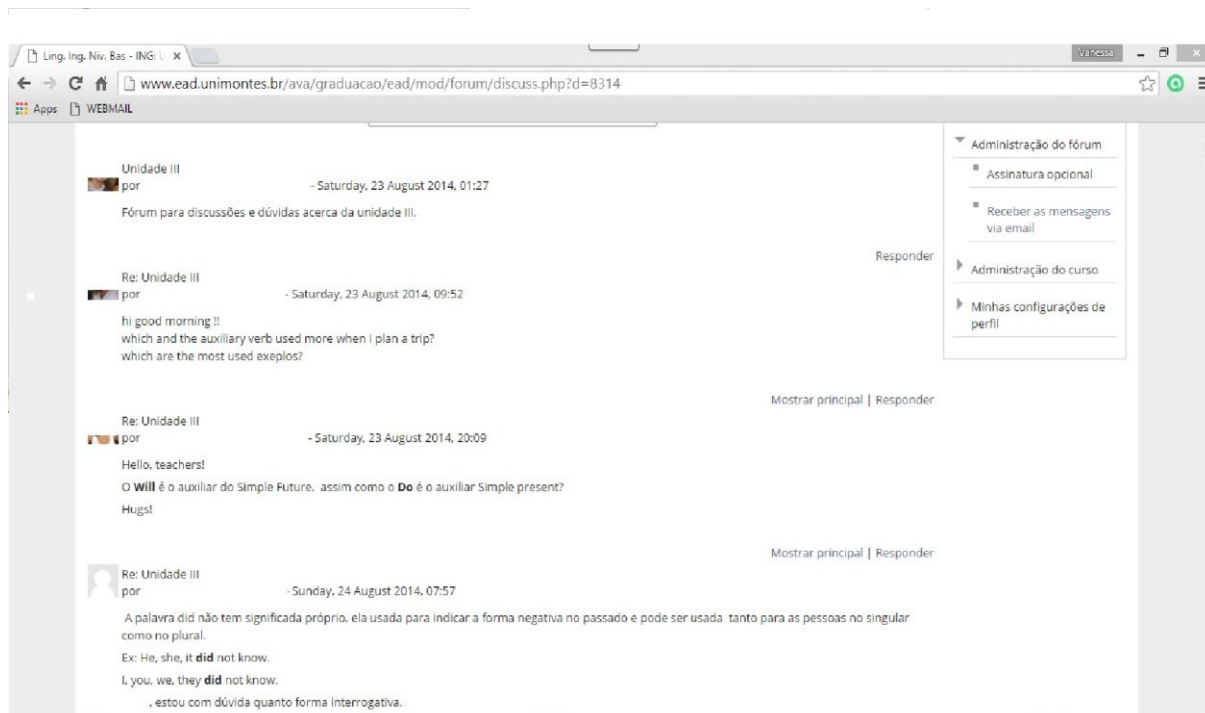 Ling. Ing. Niv. Bas - ING: U
Vanessa
www.ead.unimontes.br/ava/graduacao/ead/mod/forum/discuss.php?d=8314
Apps WEBMAIL
Unidade III
por - Saturday, 23 August 2014, 01:27
Fórum para discussões e dúvidas acerca da unidade III.
Responder
Re: Unidade III
por - Saturday, 23 August 2014, 09:52
hi good morning !!
which and the auxiliary verb used more when I plan a trip?
which are the most used exeplos?
Mostrar principal | Responder
Re: Unidade III
por - Saturday, 23 August 2014, 20:09
Hello, teachers!
O Will é o auxiliar do Simple Future, assim como o Do é o auxiliar Simple present?
Hugs!
Mostrar principal | Responder
Re: Unidade III
por - Sunday, 24 August 2014, 07:57
A palavra did não tem significada próprio, ela usada para indicar a forma negativa no passado e pode ser usada tanto para as pessoas no singular
como no plural.
Ex: He, she, it did not know.
I, you, we, they did not know.
, estou com dúvida quanto forma interrogativa.
Administração do fórum
Assinatura opcional
Receber as mensagens
via email
Administração do curso
Minhas configurações de
perfil